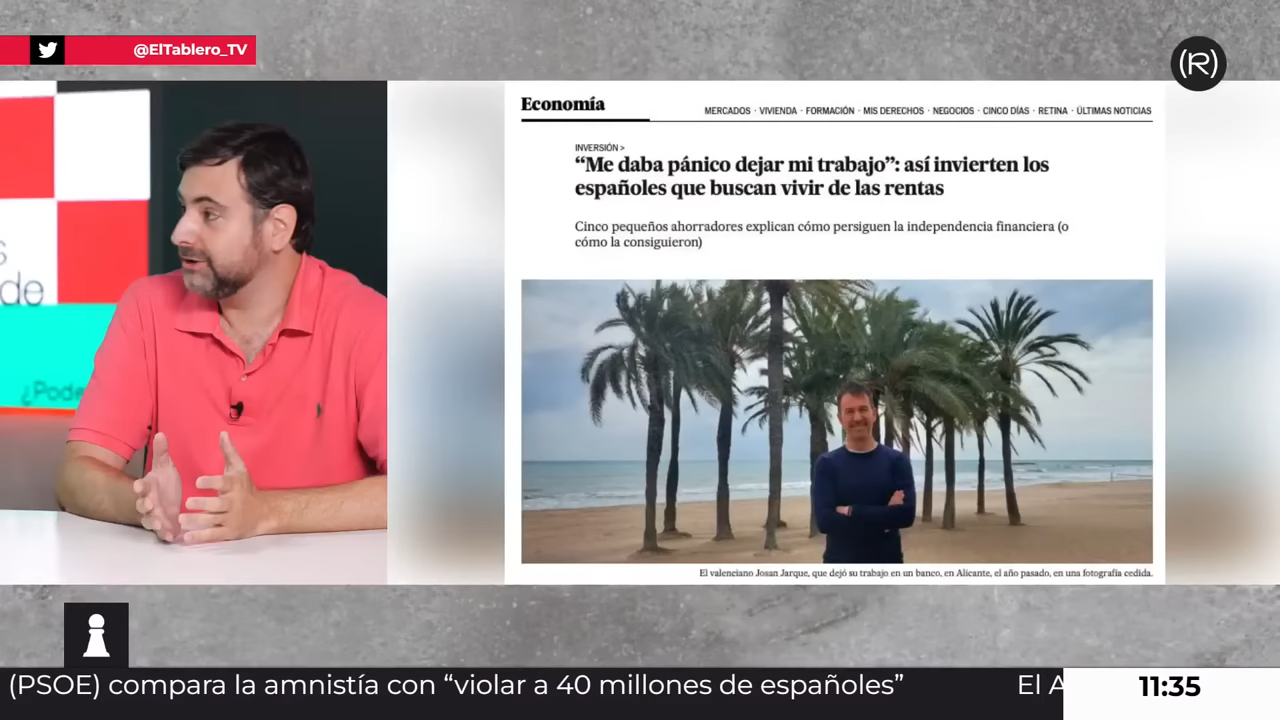 @ElTablero_TV
(R)
s
de
¿Pode
Economía
MERCADOS · VIVIENDA · FORMACIÓN · MIS DERECHOS · NEGOCIOS · CINCO DÍAS · RETINA · ÚLTIMAS NOTICIAS
INVERSIÓN >
“Me daba pánico dejar mi trabajo”: así invierten los
españoles que buscan vivir de las rentas
Cinco pequeños ahorradores explican cómo persiguen la independencia financiera (o
cómo la consiguieron)
El valenciano Josan Jarque, que dejó su trabajo en un banco, en Alicante, el año pasado, en una fotografía cedida.
(PSOE) compara la amnistía con “violar a 40 millones de españoles”
El A
11:35